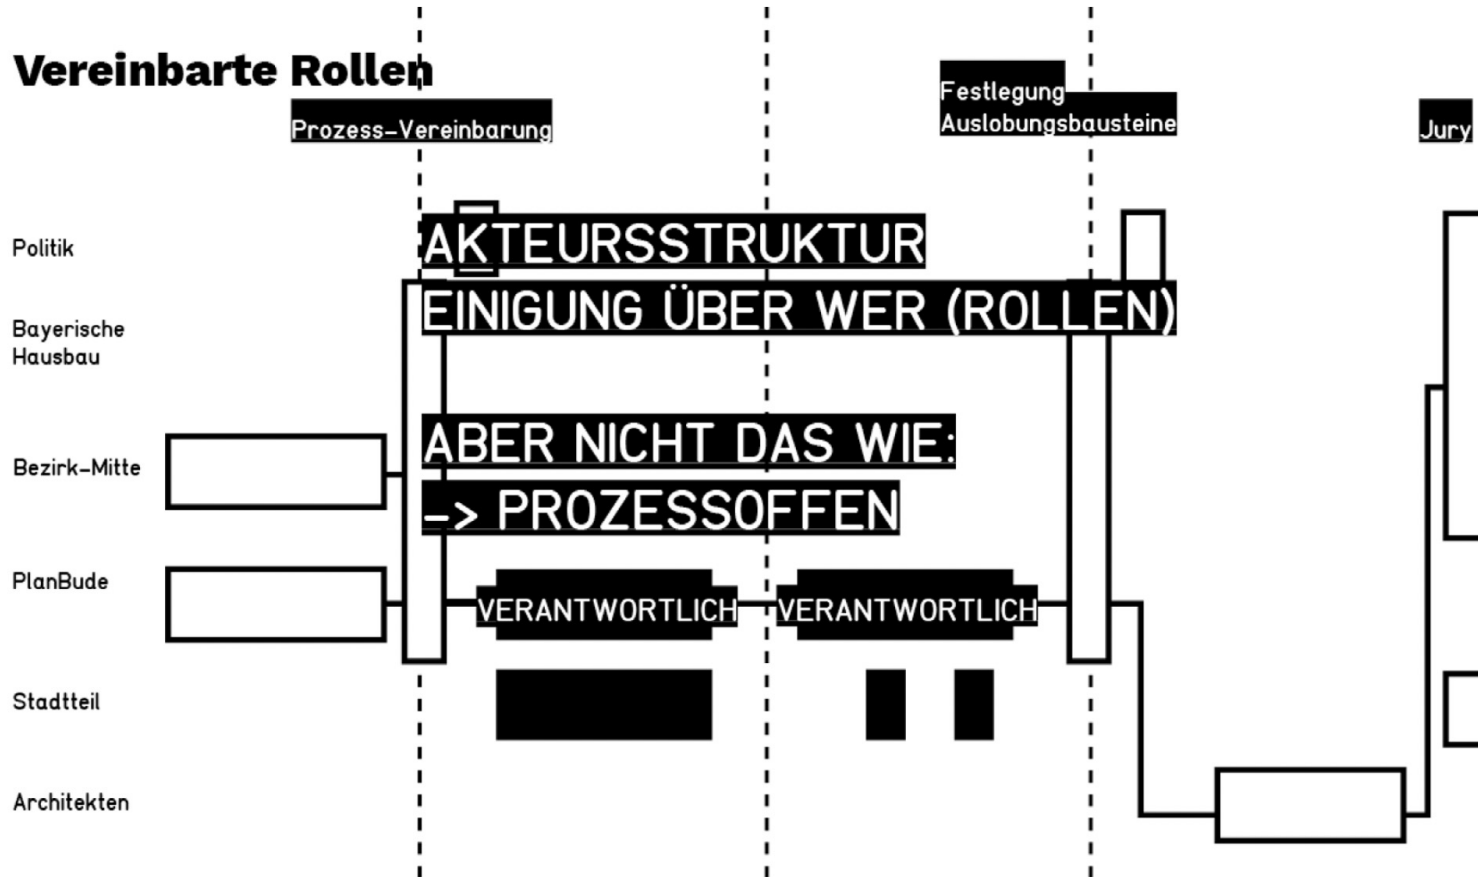 Vereinbarte Rollen
Prozess-Vereinbarung
Festlegung
Auslobungsbausteine
Jury
Politik
AKTEURSSTRUKTUR
EINIGUNG ÜBER WER (ROLLEN)
Bayerische
Hausbau
ABER NICHT DAS WIE:
-> PROZESSOFFEN
Bezirk-Mitte
PlanBude
VERANTWORTLICH
VERANTWORTLICH
Stadtteil
Architekten